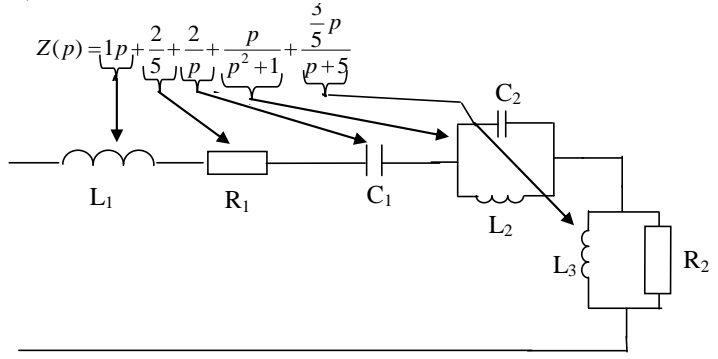 Z(p) = 1p + 2/5 + 2/p + p/(p² + 1) + (3/5 p)/(p + 5)
C₂
L₁
R₁
C₁
L₂
L₃
R₂